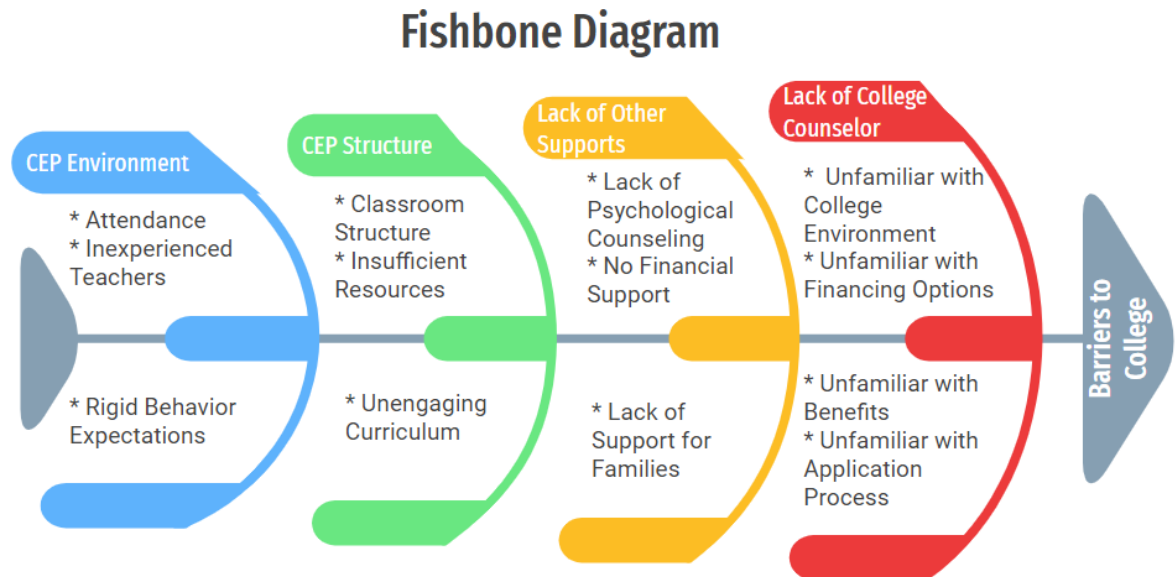 Fishbone Diagram
CEP Environment
* Attendance
* Inexperienced
Teachers
* Rigid Behavior
Expectations
CEP Structure
* Classroom
Structure
* Insufficient
Resources
* Unengaging
Curriculum
Lack of Other
Supports
* Lack of
Psychological
Counseling
* No Financial
Support
* Lack of
Support for
Families
Lack of College
Counselor
* Unfamiliar with
College
Environment
* Unfamiliar with
Financing Options
* Unfamiliar with
Benefits
* Unfamiliar with
Application
Process
Barriers to
College